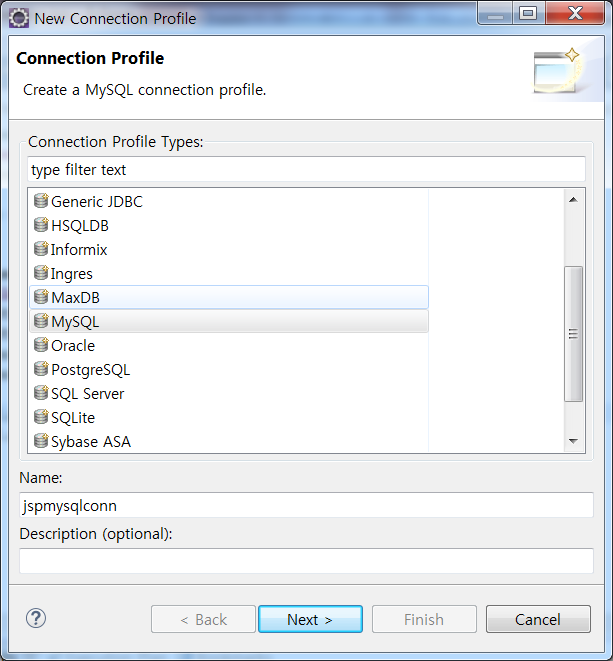 New Connection Profile
Connection Profile
Create a MySQL connection profile.
Connection Profile Types:
type filter text
Generic JDBC
HSQLDB
Informix
Ingres
MaxDB
MySQL
Oracle
PostgreSQL
SQL Server
SQLite
Sybase ASA
Name:
jspmysqlconn
Description (optional):
< Back
Next >
Finish
Cancel